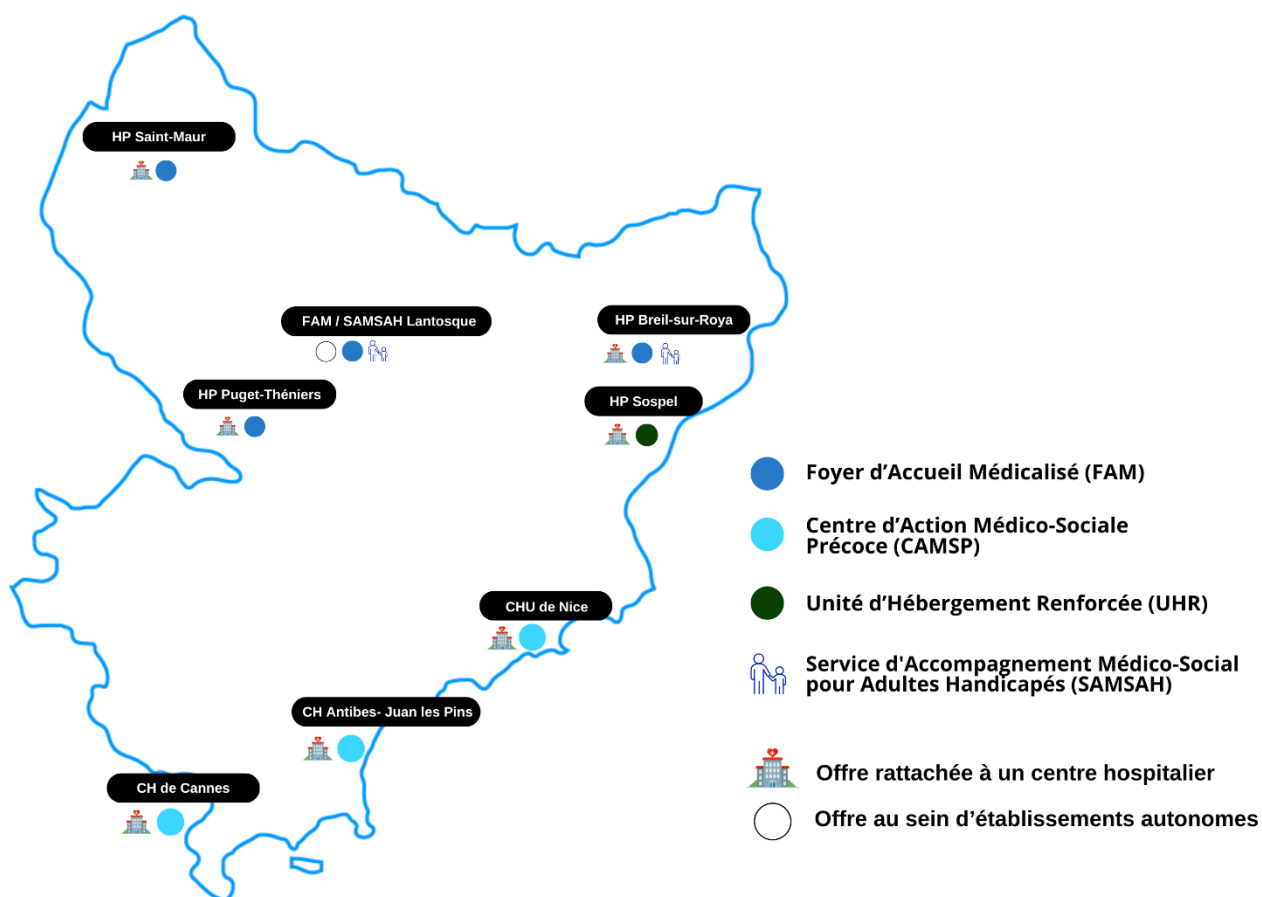 HP Saint-Maur
FAM / SAMSAH Lantosque
HP Breil-sur-Roya
HP Puget-Théniers
HP Sospel
CHU de Nice
CH Antibes- Juan les Pins
CH de Cannes
Foyer d’Accueil Médicalisé (FAM)
Centre d’Action Médico-Sociale
Précoce (CAMSP)
Unité d’Hébergement Renforcée (UHR)
Service d'Accompagnement Médico-Social
pour Adultes Handicapés (SAMSAH)
Offre rattachée à un centre hospitalier
Offre au sein d’établissements autonomes